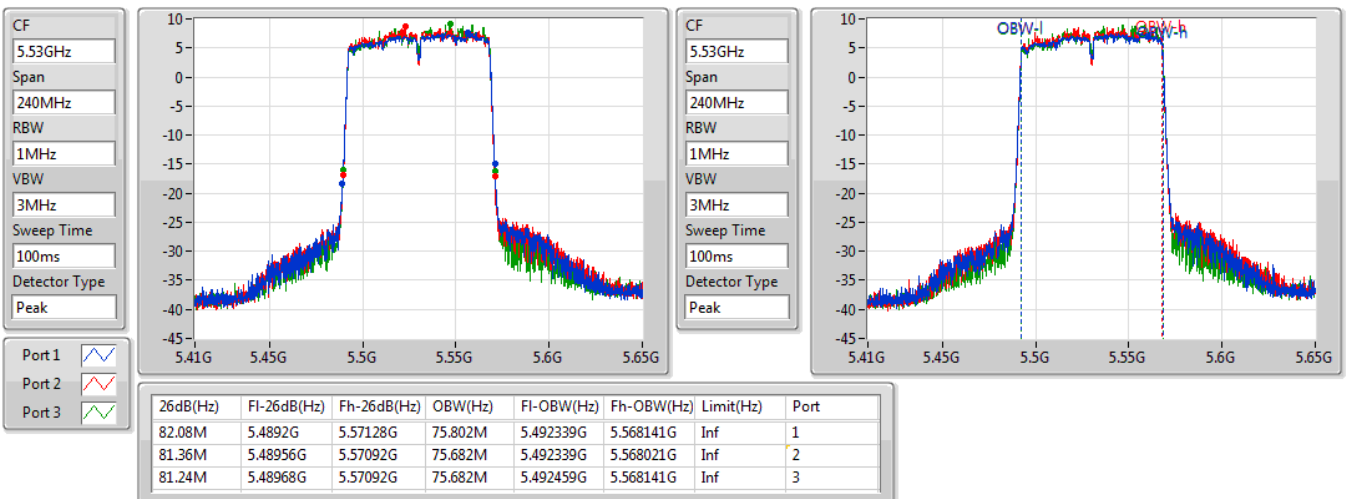 CF
5.53GHz
Span
240MHz
RBW
1MHz
VBW
3MHz
Sweep Time
100ms
Detector Type
Peak
Port 1
Port 2
Port 3
10
5
0
-5
-10
-15
-20
-25
-30
-35
-40
-45
5.41G 5.45G 5.5G 5.55G 5.6G 5.65G
CF
5.53GHz
Span
240MHz
RBW
1MHz
VBW
3MHz
Sweep Time
100ms
Detector Type
Peak
OBW-l OBW-h
10
5
0
-5
-10
-15
-20
-25
-30
-35
-40
-45
5.41G 5.45G 5.5G 5.55G 5.6G 5.65G
26dB(Hz) Fl-26dB(Hz) Fh-26dB(Hz) OBW(Hz) Fl-OBW(Hz) Fh-OBW(Hz) Limit(Hz) Port
82.08M 5.4892G 5.57128G 75.802M 5.492339G 5.568141G Inf 1
81.36M 5.48956G 5.57092G 75.682M 5.492339G 5.568021G Inf 2
81.24M 5.48968G 5.57092G 75.682M 5.492459G 5.568141G Inf 3